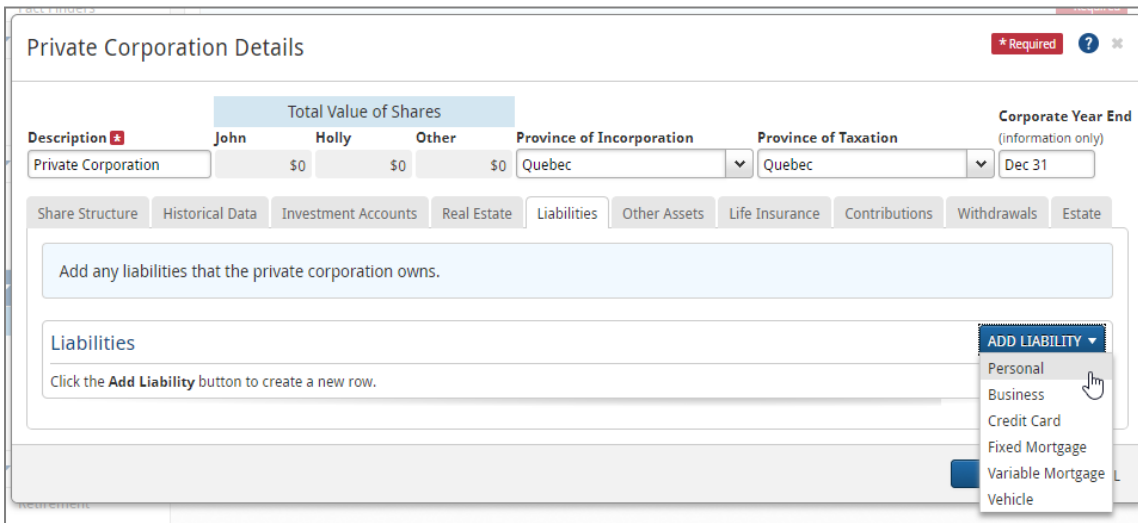 Fact Finders
Private Corporation Details
* Required ?
Total Value of Shares
Corporate Year End
Description * John Holly Other Province of Incorporation Province of Taxation (information only)
Private Corporation $0 $0 $0 Quebec Quebec Dec 31
Share Structure Historical Data Investment Accounts Real Estate Liabilities Other Assets Life Insurance Contributions Withdrawals Estate
Add any liabilities that the private corporation owns.
Liabilities ADD LIABILITY
Click the Add Liability button to create a new row.
Personal
Business
Credit Card
Fixed Mortgage
Variable Mortgage
Vehicle
L
Retirement